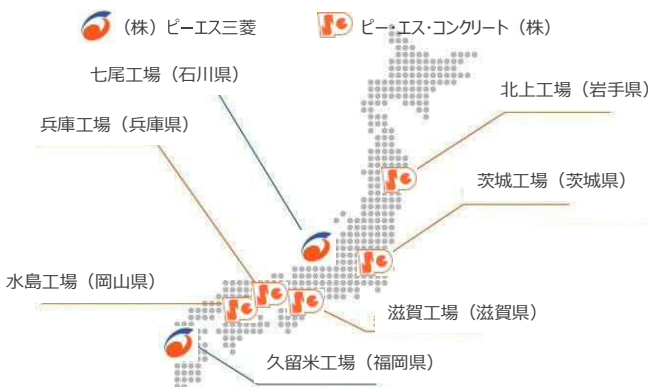 (株) ピーエス三菱
ピー・エス・コンクリート (株)
七尾工場（石川県）
北上工場（岩手県）
兵庫工場（兵庫県）
茨城工場（茨城県）
水島工場（岡山県）
滋賀工場（滋賀県）
久留米工場（福岡県）